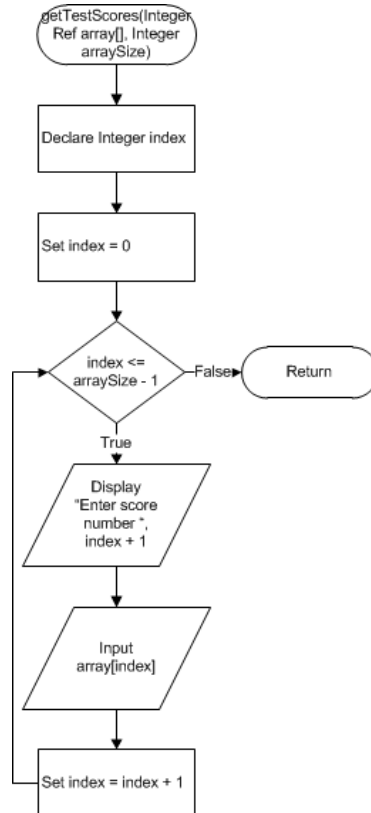 getTestScores(Integer
Ref array[], Integer
arraySize)
Declare Integer index
Set index = 0
index <=
arraySize - 1
False
Return
True
Display
"Enter score
number ",
index + 1
Input
array[index]
Set index = index + 1